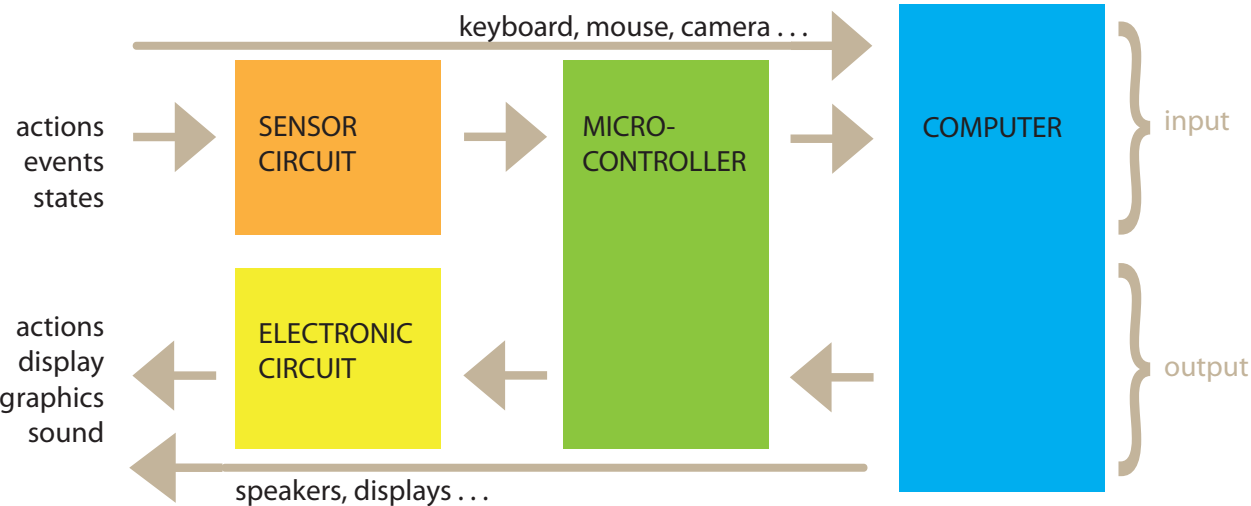 keyboard, mouse, camera . . .
actions
events
states
SENSOR
CIRCUIT
MICRO-
CONTROLLER
COMPUTER
input
actions
display
graphics
sound
ELECTRONIC
CIRCUIT
output
speakers, displays . . .